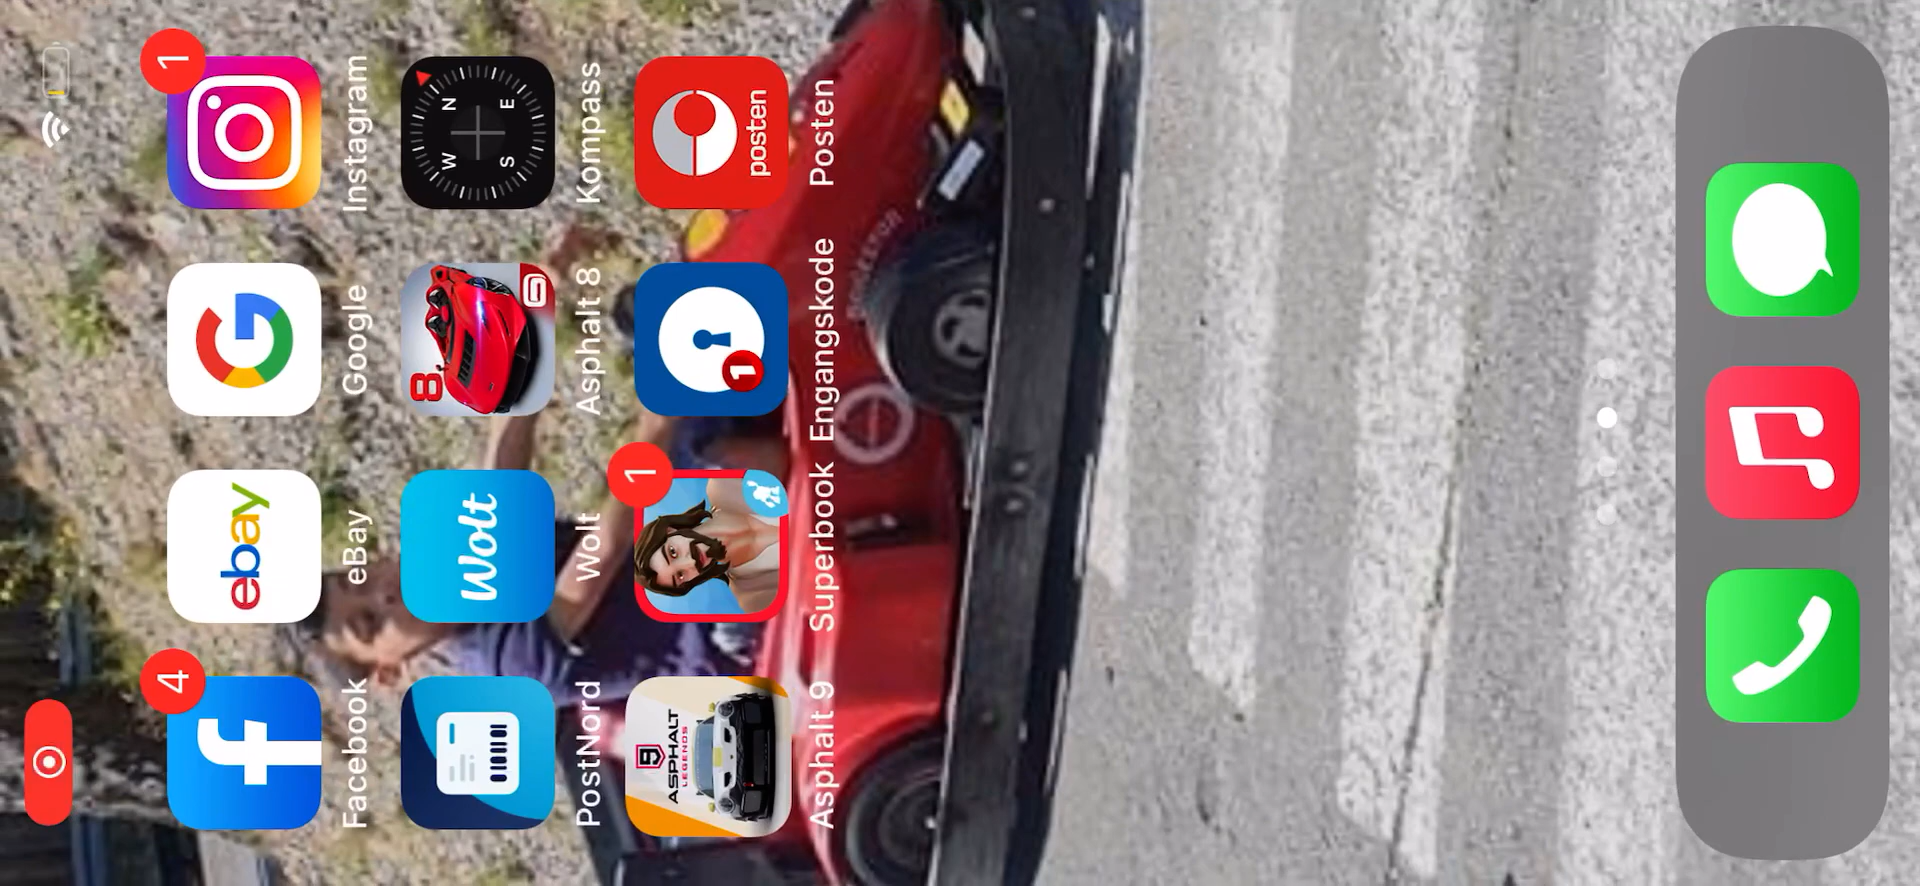 4
1
Facebook
eBay
ebay
Google
Instagram
Wolt
N
W
E
S
8
PostNord
Wolt
Asphalt 8
Kompass
1
9
ASPHALT
LEGENDS
1
posten
Asphalt 9
Superbook
Engangskode
Posten